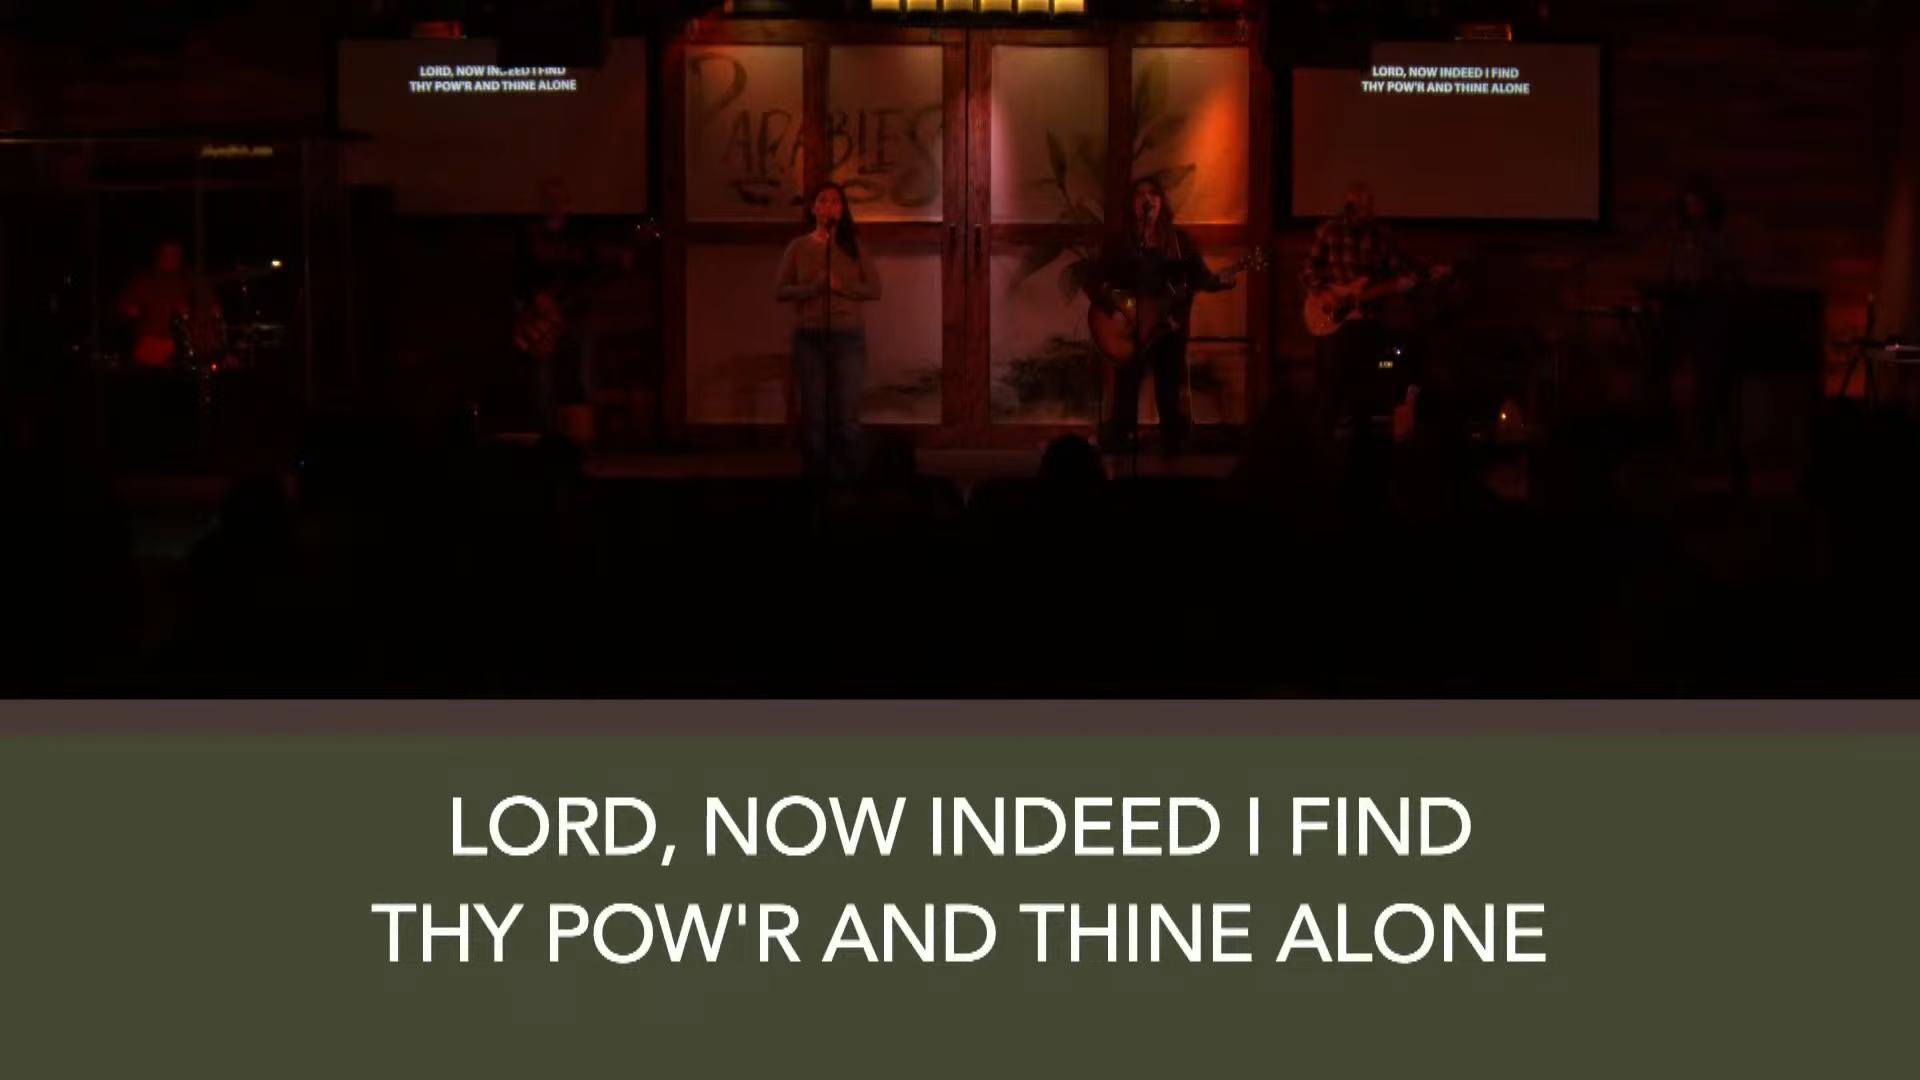 LORD, NOW INDEED I FIND
THY POW'R AND THINE ALONE
LORD, NOW INDEED I FIND
THY POW'R AND THINE ALONE
PARABLES
LORD, NOW INDEED I FIND
THY POW'R AND THINE ALONE